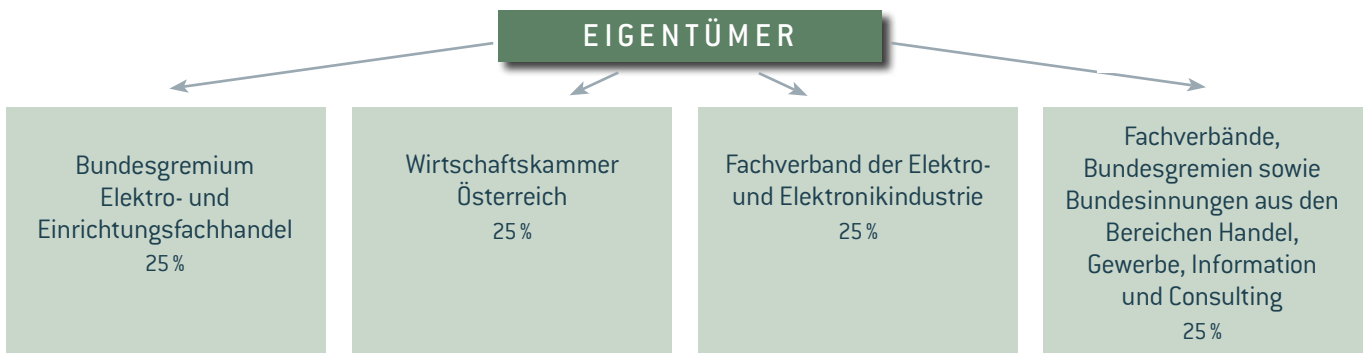 EIGENTÜMER
Bundesgremium
Elektro- und
Einrichtungsfachhandel
25 %
Wirtschaftskammer
Österreich
25 %
Fachverband der Elektro-
und Elektronikindustrie
25 %
Fachverbände,
Bundesgremien sowie
Bundesinnungen aus den
Bereichen Handel,
Gewerbe, Information
und Consulting
25 %